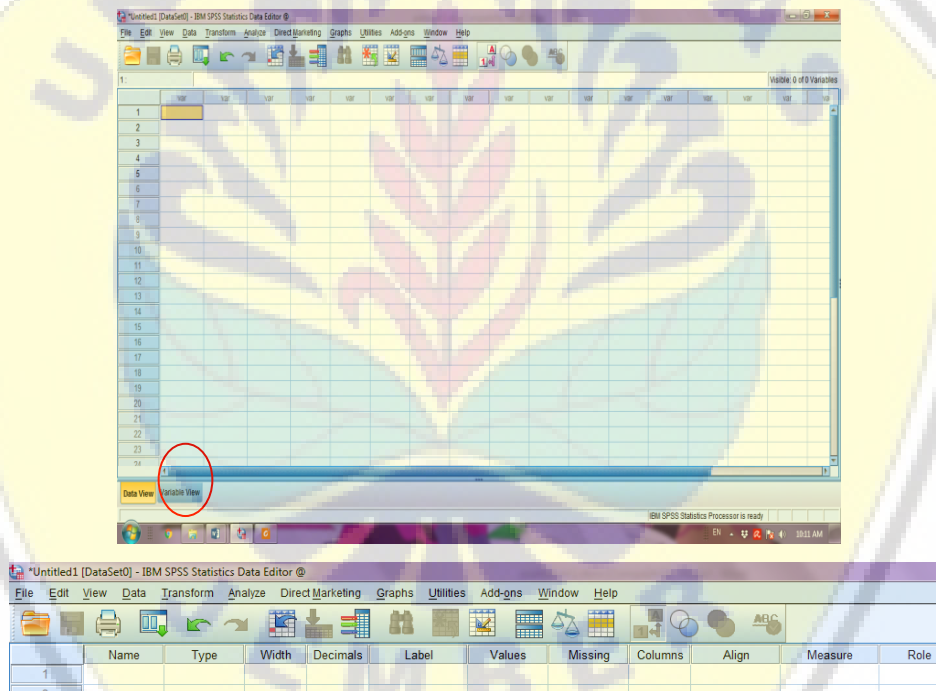 *Untitled1 [DataSet0] - IBM SPSS Statistics Data Editor @
File Edit View Data Transform Analyze Direct Marketing Graphs Utilities Add-ons Window Help
1 :
Visible: 0 of 0 Variables
var var var var var var var var var var var var var var var var
1
2
3
4
5
6
7
8
9
10
11
12
13
14
15
16
17
18
19
20
21
22
23
24
Data View Variable View
IBM SPSS Statistics Processor is ready
EN 10:11 AM
*Untitled1 [DataSet0] - IBM SPSS Statistics Data Editor @
File Edit View Data Transform Analyze Direct Marketing Graphs Utilities Add-ons Window Help
Name Type Width Decimals Label Values Missing Columns Align Measure Role
1